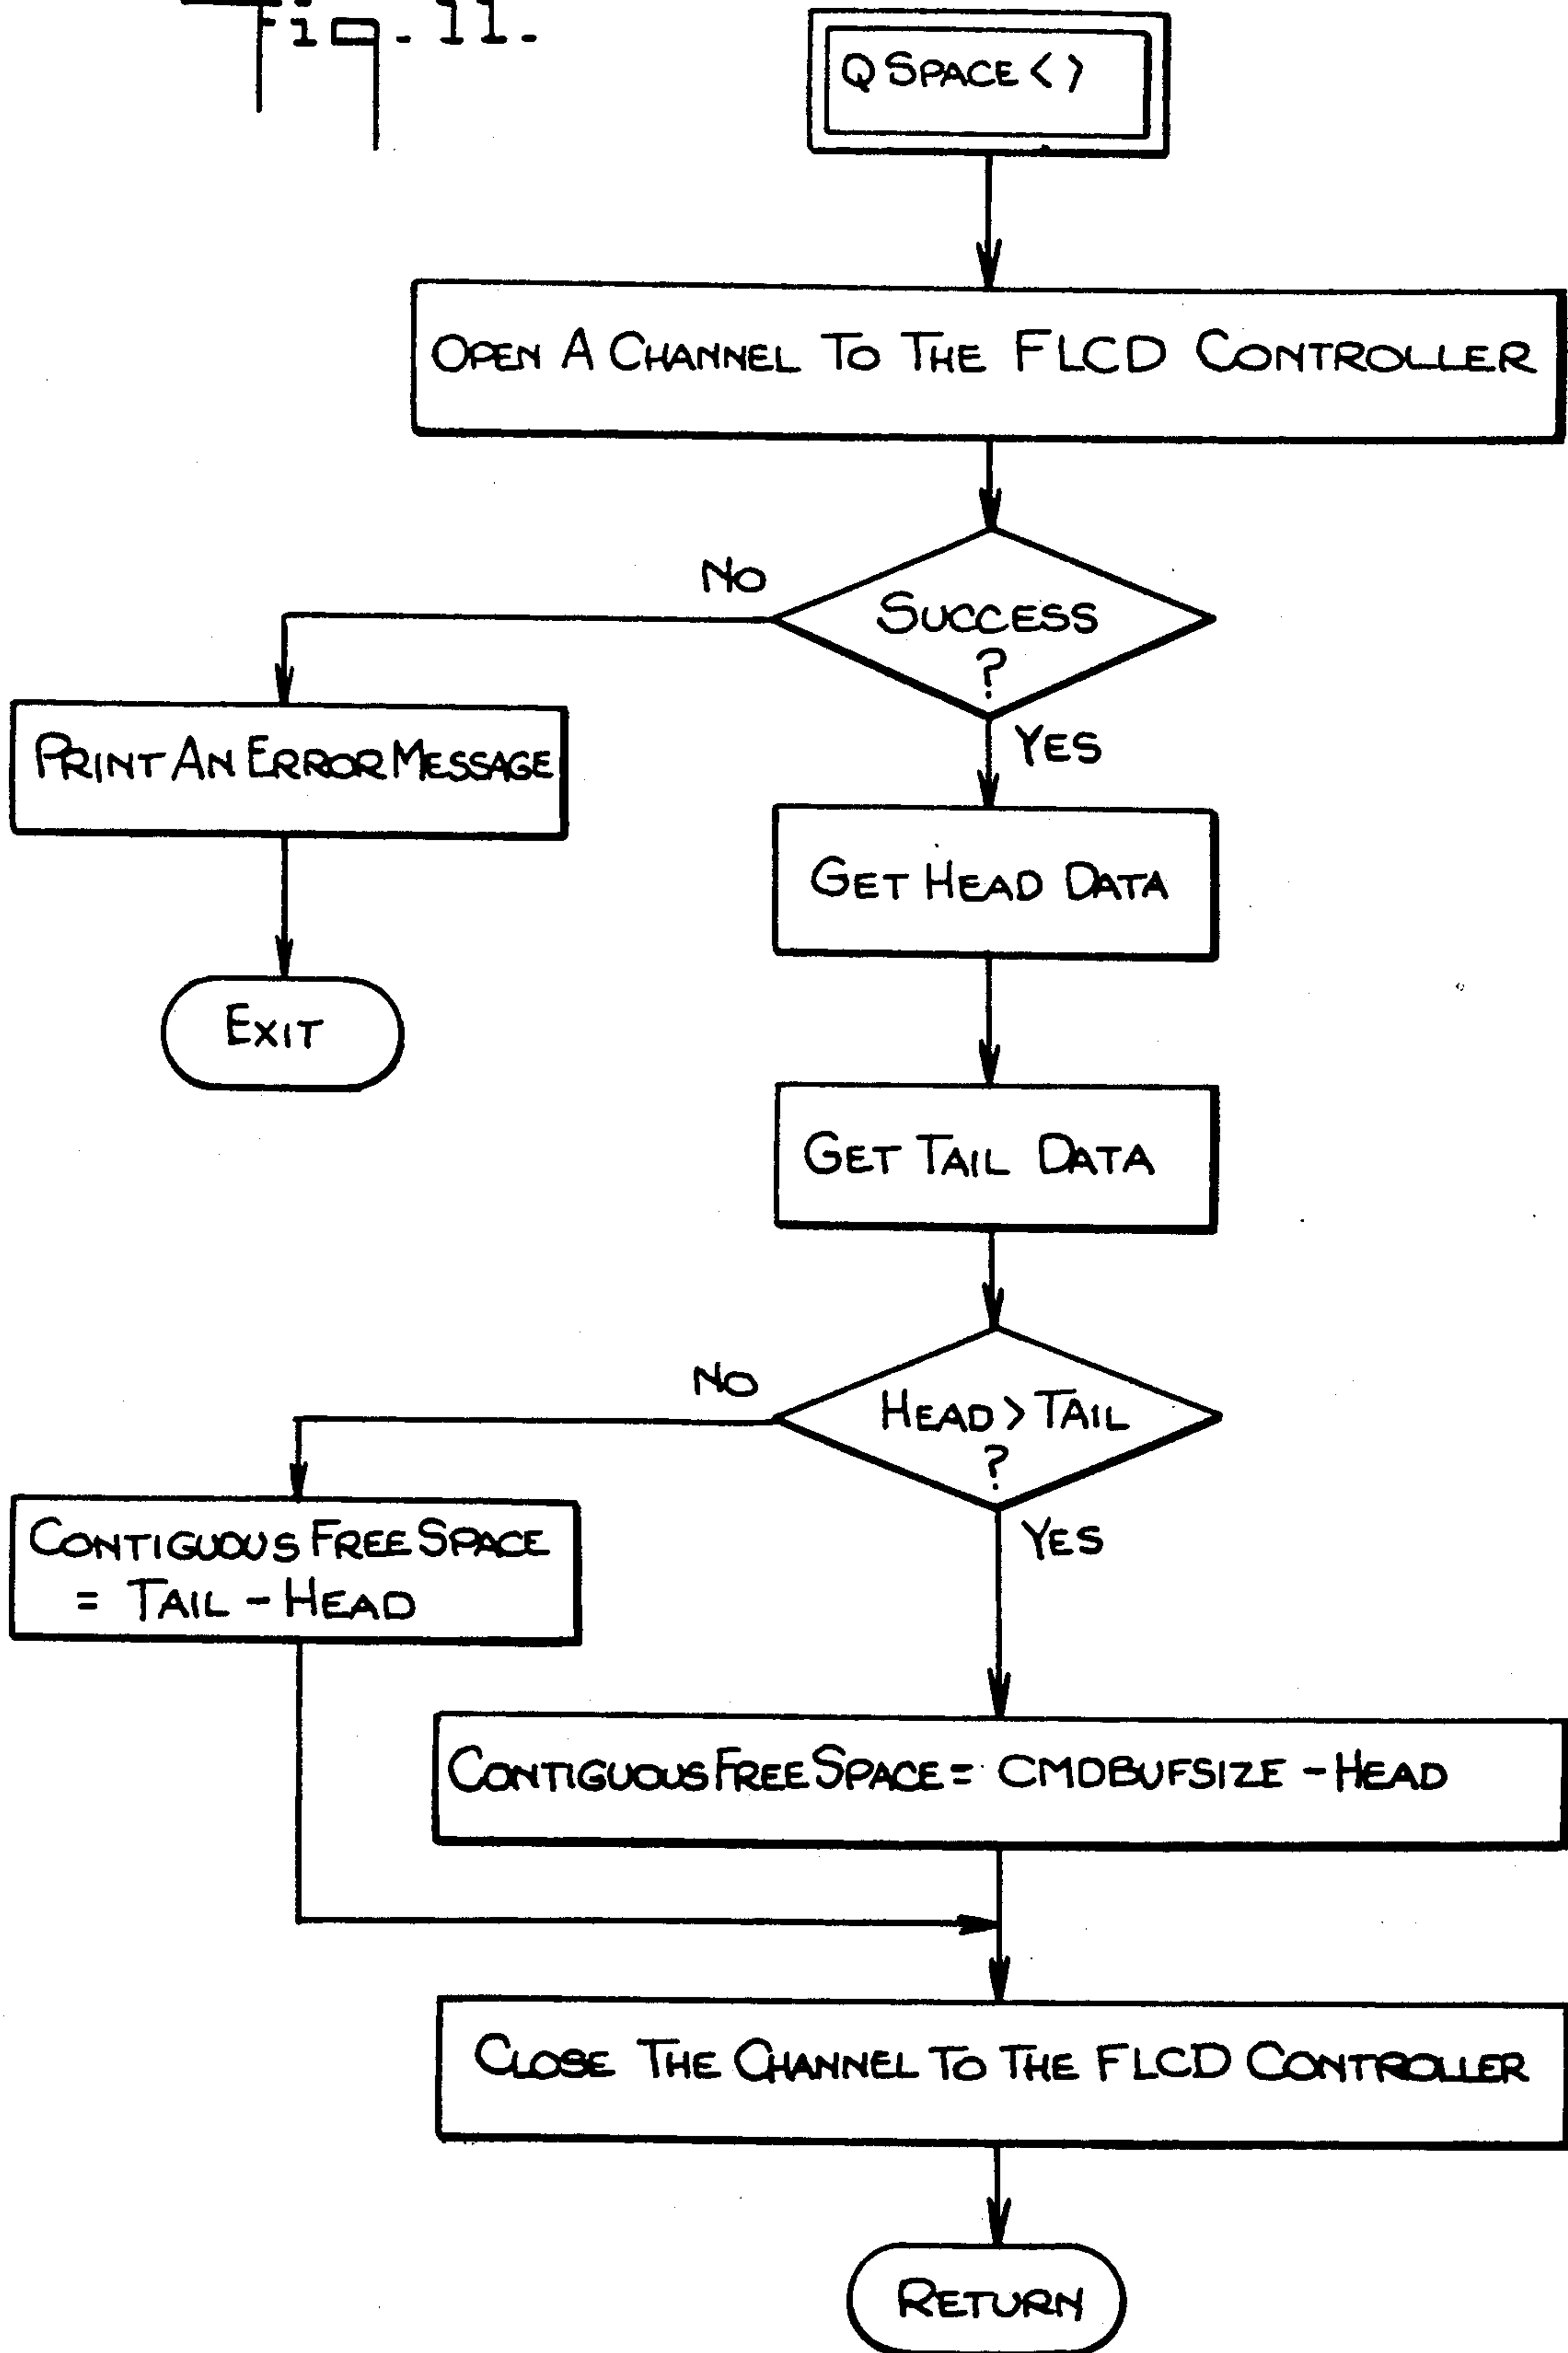 Fig. 11.
Q SPACE < >
OPEN A CHANNEL TO THE FLCD CONTROLLER
NO
SUCCESS
?
YES
PRINT AN ERROR MESSAGE
GET HEAD DATA
EXIT
GET TAIL DATA
NO
HEAD > TAIL
?
YES
CONTIGUOUS FREE SPACE
= TAIL - HEAD
CONTIGUOUS FREE SPACE = CMDBUFSIZE - HEAD
CLOSE THE CHANNEL TO THE FLCD CONTROLLER
RETURN